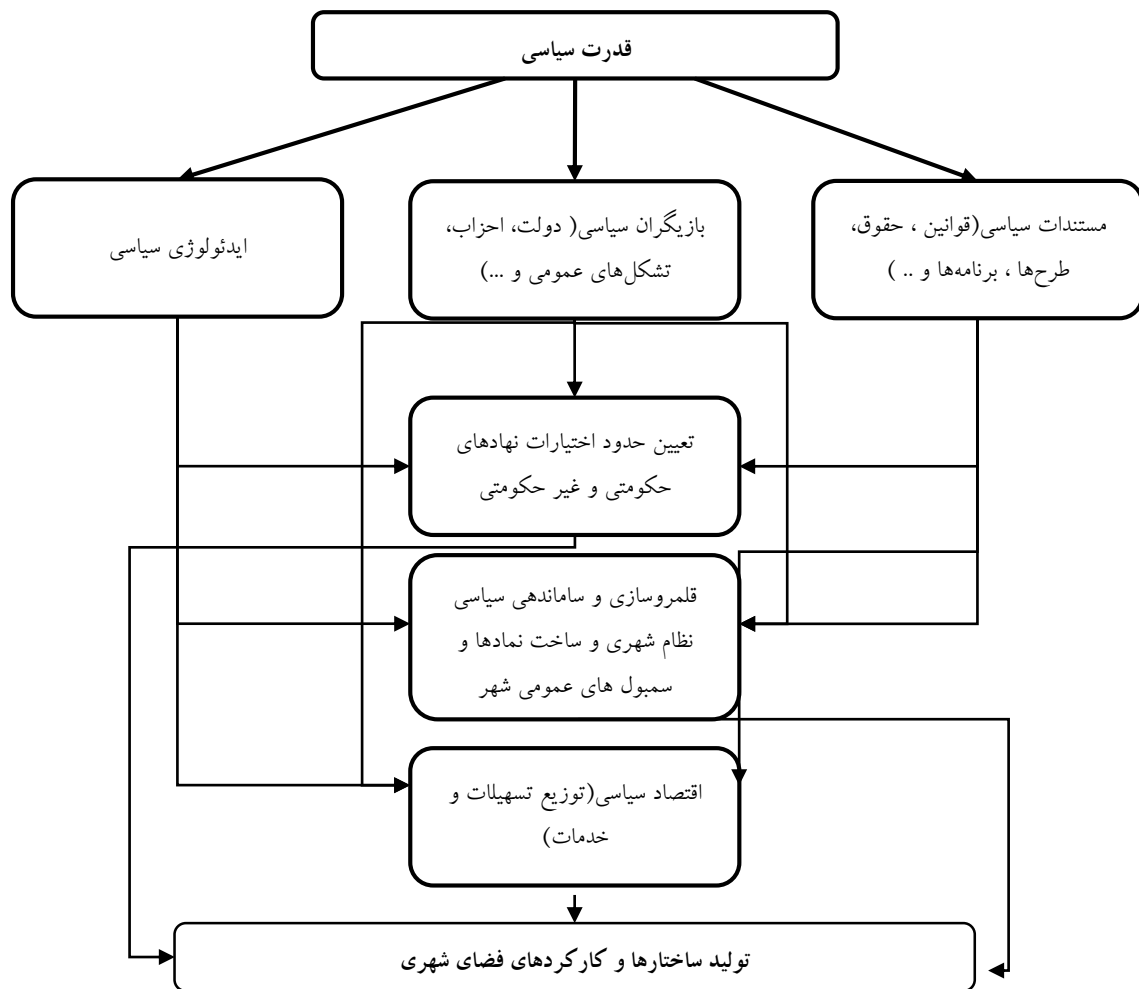 قدرت سیاسی
مستندات سیاسی(قوانین ، حقوق،
طرح‌ها ، برنامه‌ها و .. )
بازیگران سیاسی( دولت، احزاب،
تشکل‌های عمومی و ...)
ایدئولوژی سیاسی
تعیین حدود اختیارات نهادهای
حکومتی و غیر حکومتی
قلمروسازی و ساماندهی سیاسی
نظام شهری و ساخت نمادها و
سمبول های عمومی شهر
اقتصاد سیاسی(توزیع تسهیلات و
خدمات)
تولید ساختارها و کارکردهای فضای شهری